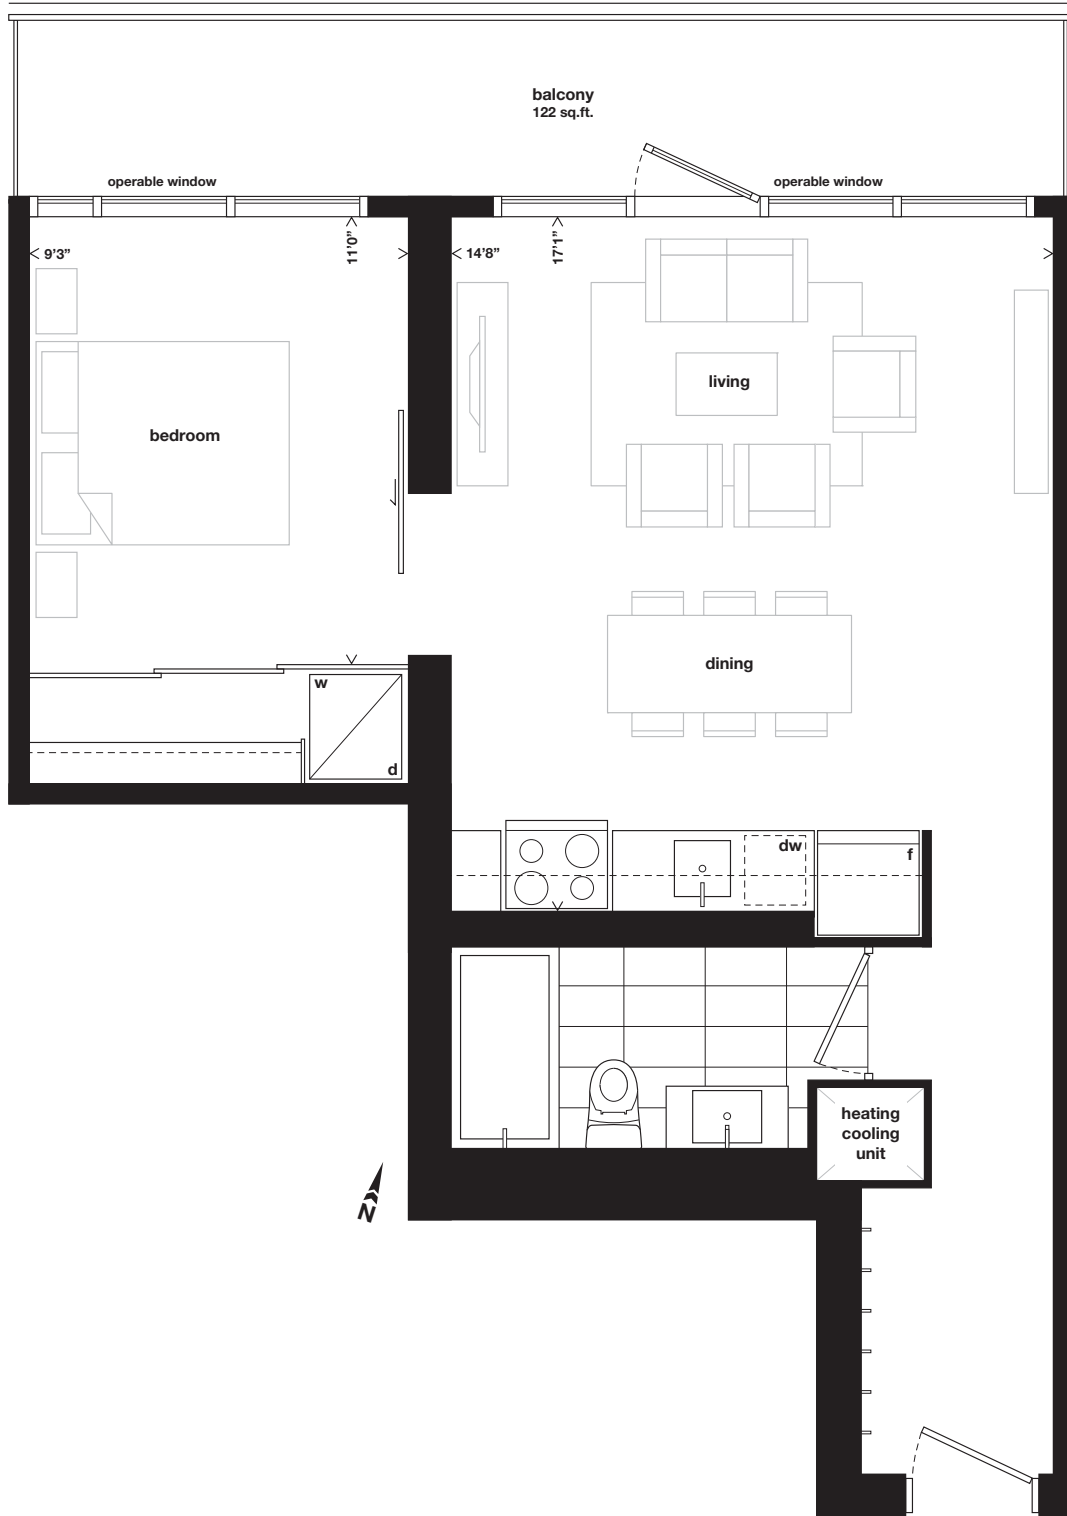 balcony
122 sq.ft.
operable window
operable window
9’3”
11’0”
14’8”
17’1”
living
bedroom
dining
w
d
dw
f
heating
cooling
unit
N